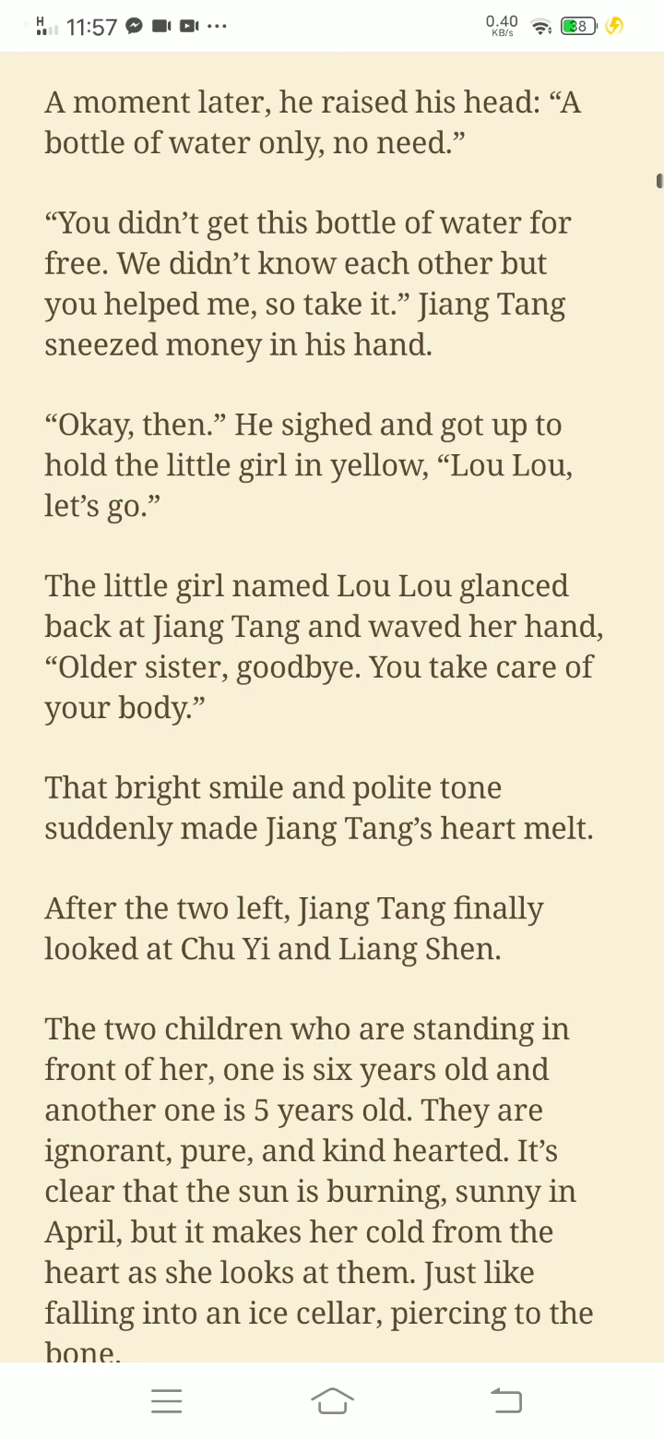 H
11:57
0.40
KB/s
38
A moment later, he raised his head: “A
bottle of water only, no need.”
“You didn’t get this bottle of water for
free. We didn’t know each other but
you helped me, so take it.” Jiang Tang
sneezed money in his hand.
“Okay, then.” He sighed and got up to
hold the little girl in yellow, “Lou Lou,
let’s go.”
The little girl named Lou Lou glanced
back at Jiang Tang and waved her hand,
“Older sister, goodbye. You take care of
your body.”
That bright smile and polite tone
suddenly made Jiang Tang’s heart melt.
After the two left, Jiang Tang finally
looked at Chu Yi and Liang Shen.
The two children who are standing in
front of her, one is six years old and
another one is 5 years old. They are
ignorant, pure, and kind hearted. It’s
clear that the sun is burning, sunny in
April, but it makes her cold from the
heart as she looks at them. Just like
falling into an ice cellar, piercing to the
bone.